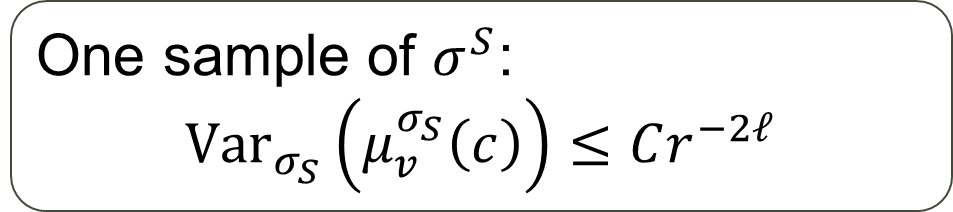 One sample of 𝜎^𝑆:
Var_{𝜎_𝑆} (𝜇_𝑣^{𝜎_𝑆}(𝑐)) ≤ 𝐶𝑟^{−2ℓ}